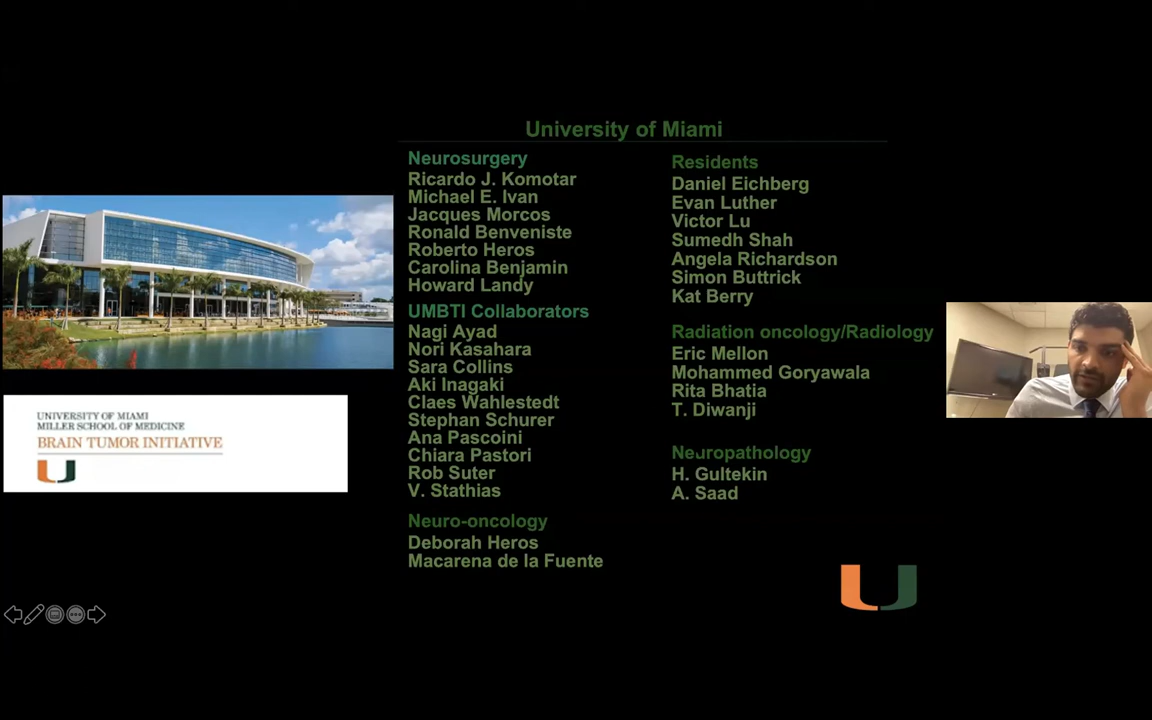 University of Miami
Neurosurgery
Ricardo J. Komotar
Michael E. Ivan
Jacques Morcos
Ronald Benveniste
Roberto Heros
Carolina Benjamin
Howard Landy
UMBTI Collaborators
Nagi Ayad
Nori Kasahara
Sara Collins
Aki Inagaki
Claes Wahlestedt
Stephan Schurer
Ana Pascoini
Chiara Pastori
Rob Suter
V. Stathias
Neuro-oncology
Deborah Heros
Macarena de la Fuente
Residents
Daniel Eichberg
Evan Luther
Victor Lu
Sumedh Shah
Angela Richardson
Simon Buttrick
Kat Berry
Radiation oncology/Radiology
Eric Mellon
Mohammed Goryawala
Rita Bhatia
T. Diwanji
Neuropathology
H. Gultekin
A. Saad
UNIVERSITY OF MIAMI
MILLER SCHOOL OF MEDICINE
BRAIN TUMOR INITIATIVE